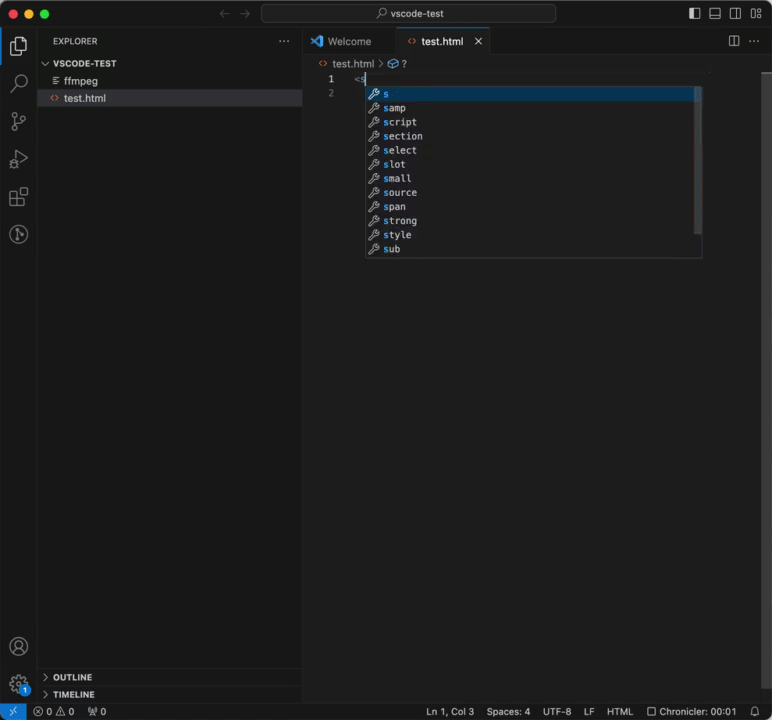 vscode-test
EXPLORER
Welcome
test.html
VSCODE-TEST
ffmpeg
test.html
test.html > ?
1 <s
2
s
samp
script
section
select
slot
small
source
span
strong
style
sub
OUTLINE
TIMELINE
1
0 0 0 Ln 1, Col 3 Spaces: 4 UTF-8 LF HTML Chronicler: 00:01